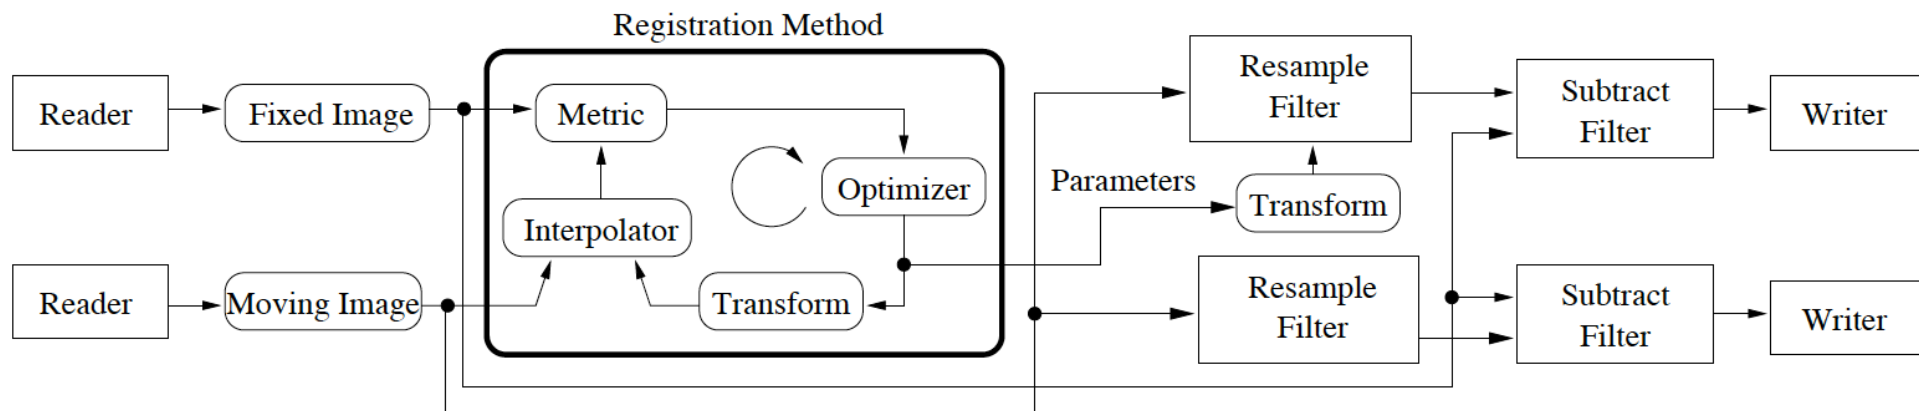 Registration Method
Reader
Fixed Image
Metric
Optimizer
Interpolator
Reader
Moving Image
Transform
Parameters
Resample
Filter
Transform
Resample
Filter
Subtract
Filter
Writer
Subtract
Filter
Writer